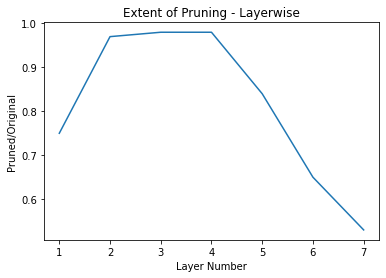 Extent of Pruning - Layerwise
Pruned/Original
1.0
0.9
0.8
0.7
0.6
1 2 3 4 5 6 7
Layer Number